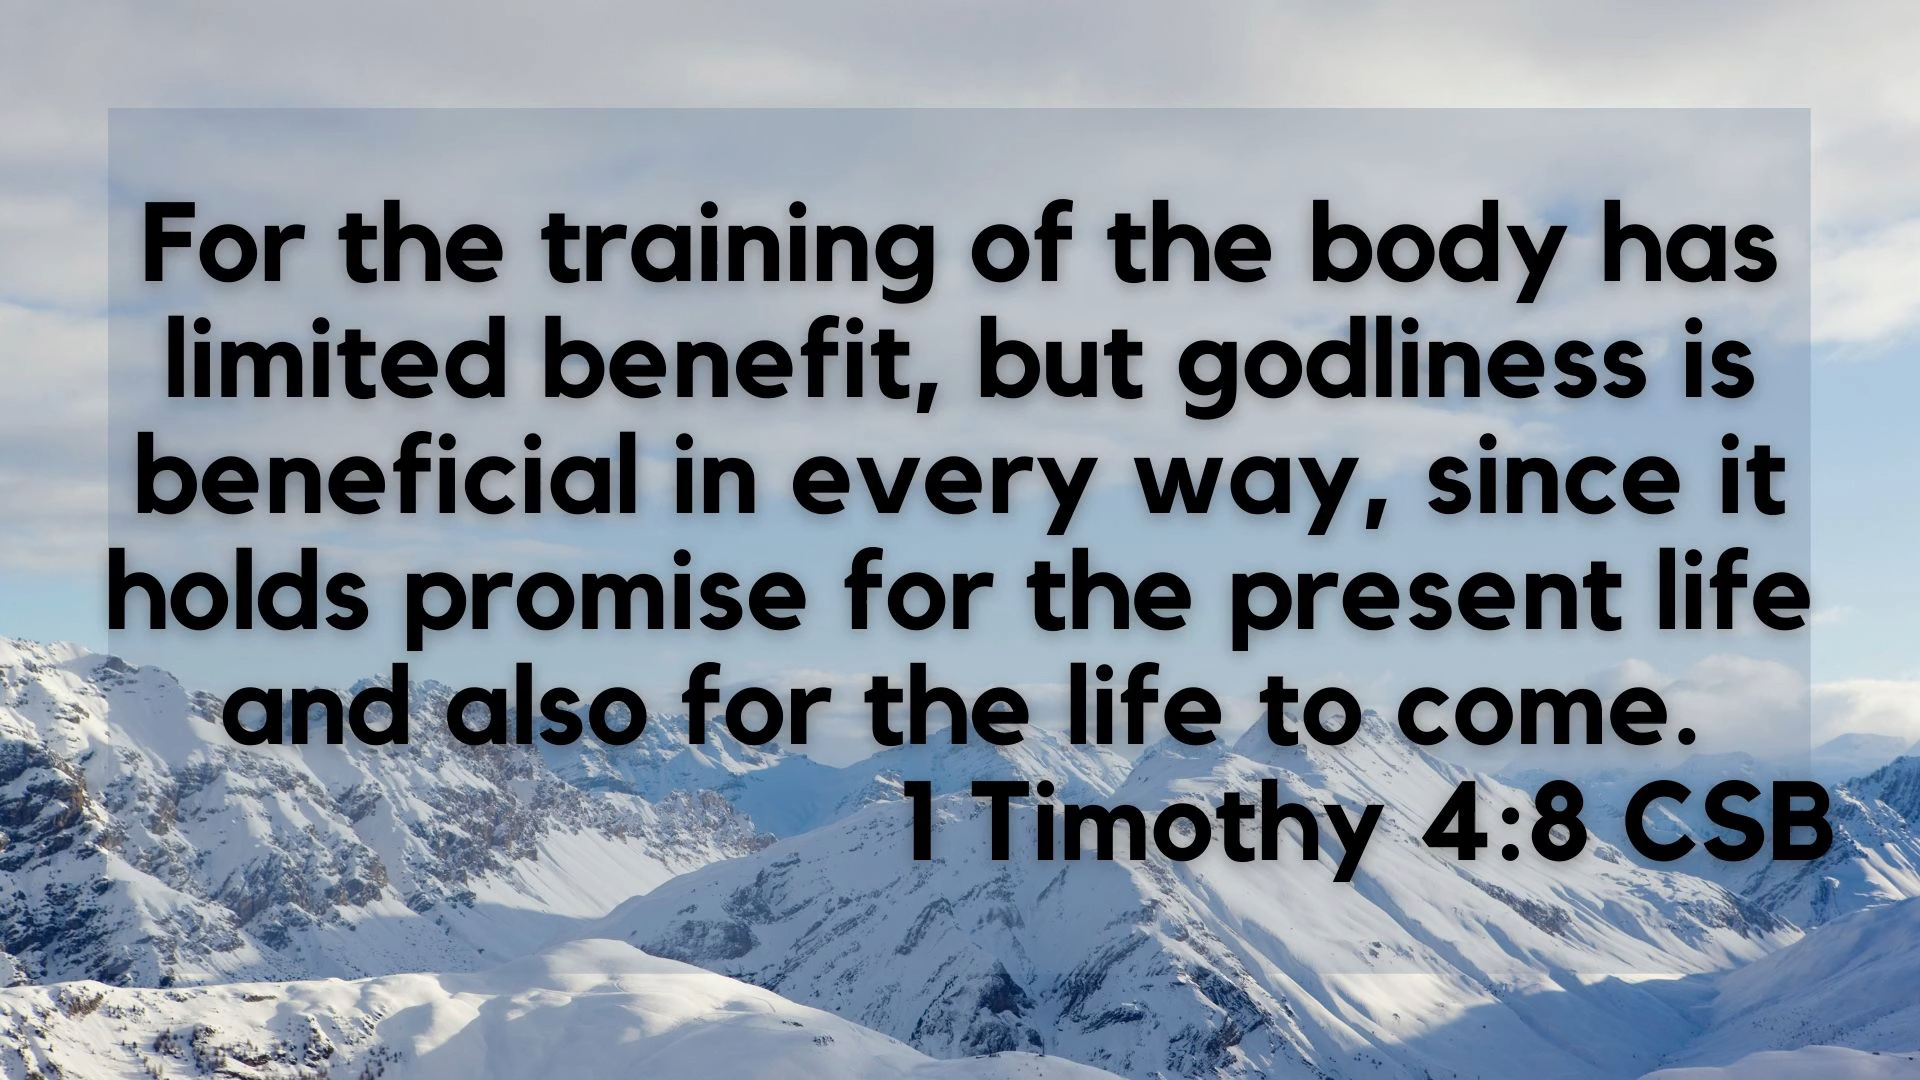 For the training of the body has
limited benefit, but godliness is
beneficial in every way, since it
holds promise for the present life
and also for the life to come.
1 Timothy 4:8 CSB